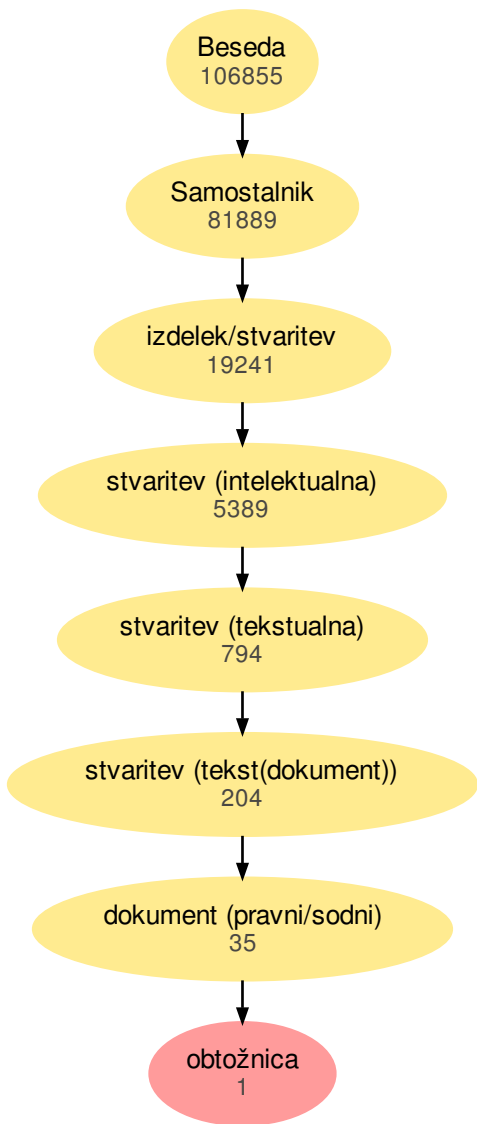 Beseda
106855
Samostalnik
81889
izdelek/stvaritev
19241
stvaritev (intelektualna)
5389
stvaritev (tekstualna)
794
stvaritev (tekst(dokument))
204
dokument (pravni/sodni)
35
obtožnica
1